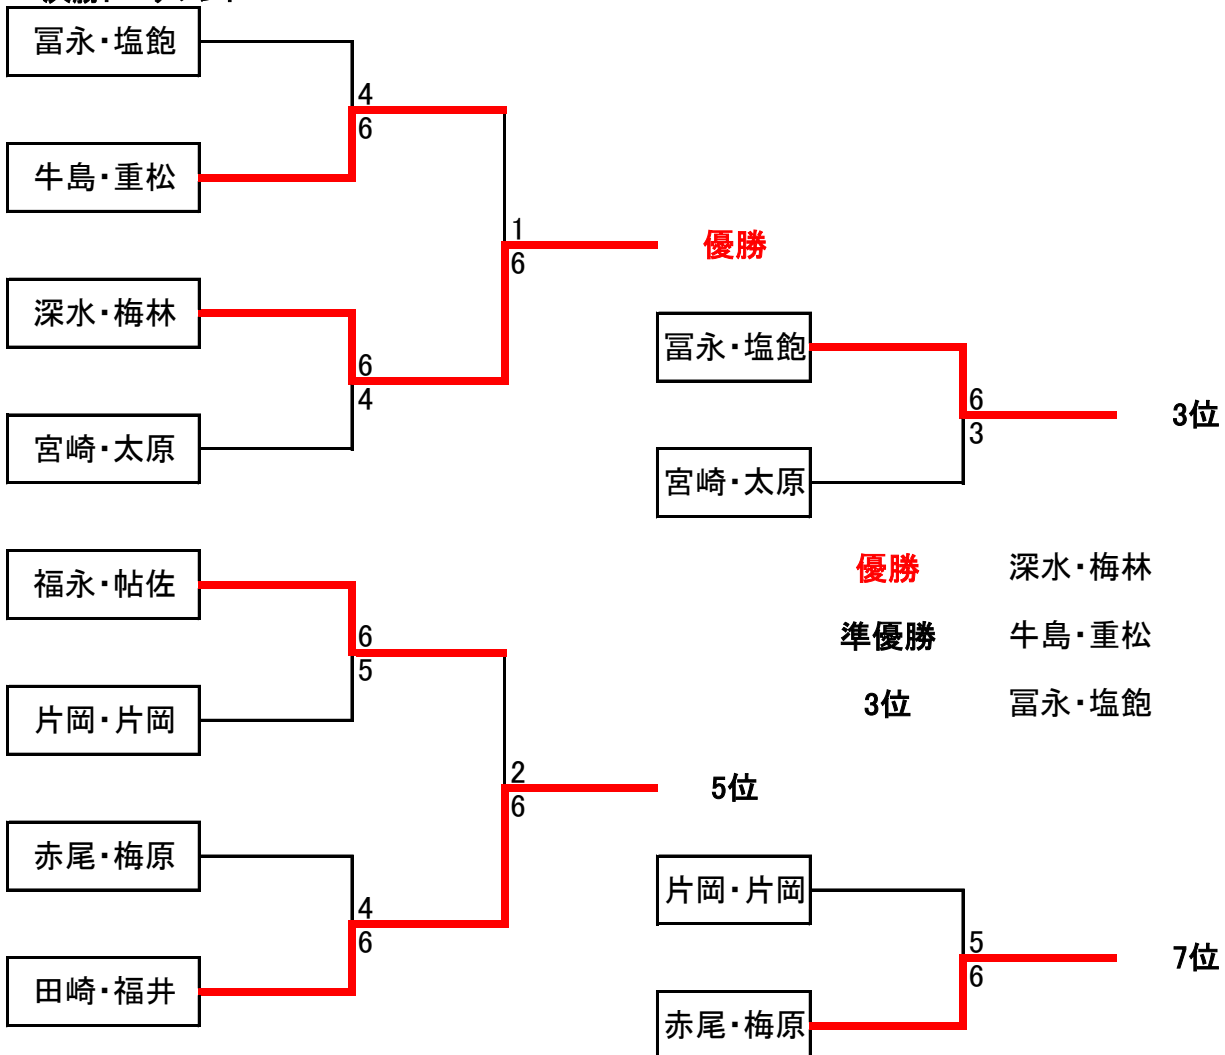 冨永・塩飽
4
6
牛島・重松
1
6
優勝
深水・梅林
6
4
宮崎・太原
冨永・塩飽
6
3
3位
宮崎・太原
優勝 深水・梅林
準優勝 牛島・重松
3位 冨永・塩飽
福永・帖佐
6
5
片岡・片岡
2
6
5位
赤尾・梅原
4
6
田崎・福井
片岡・片岡
5
6
7位
赤尾・梅原